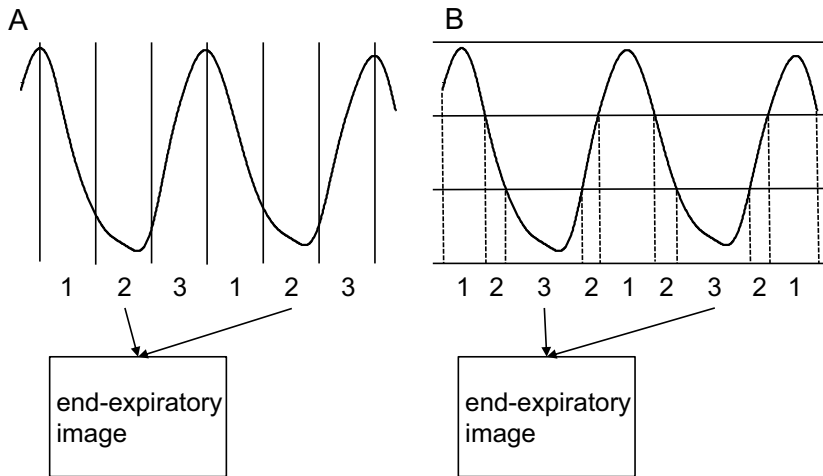 A
B
1 2 3 1 2 3
1 2 3 2 1 2 3 2 1
end-expiratory
image
end-expiratory
image